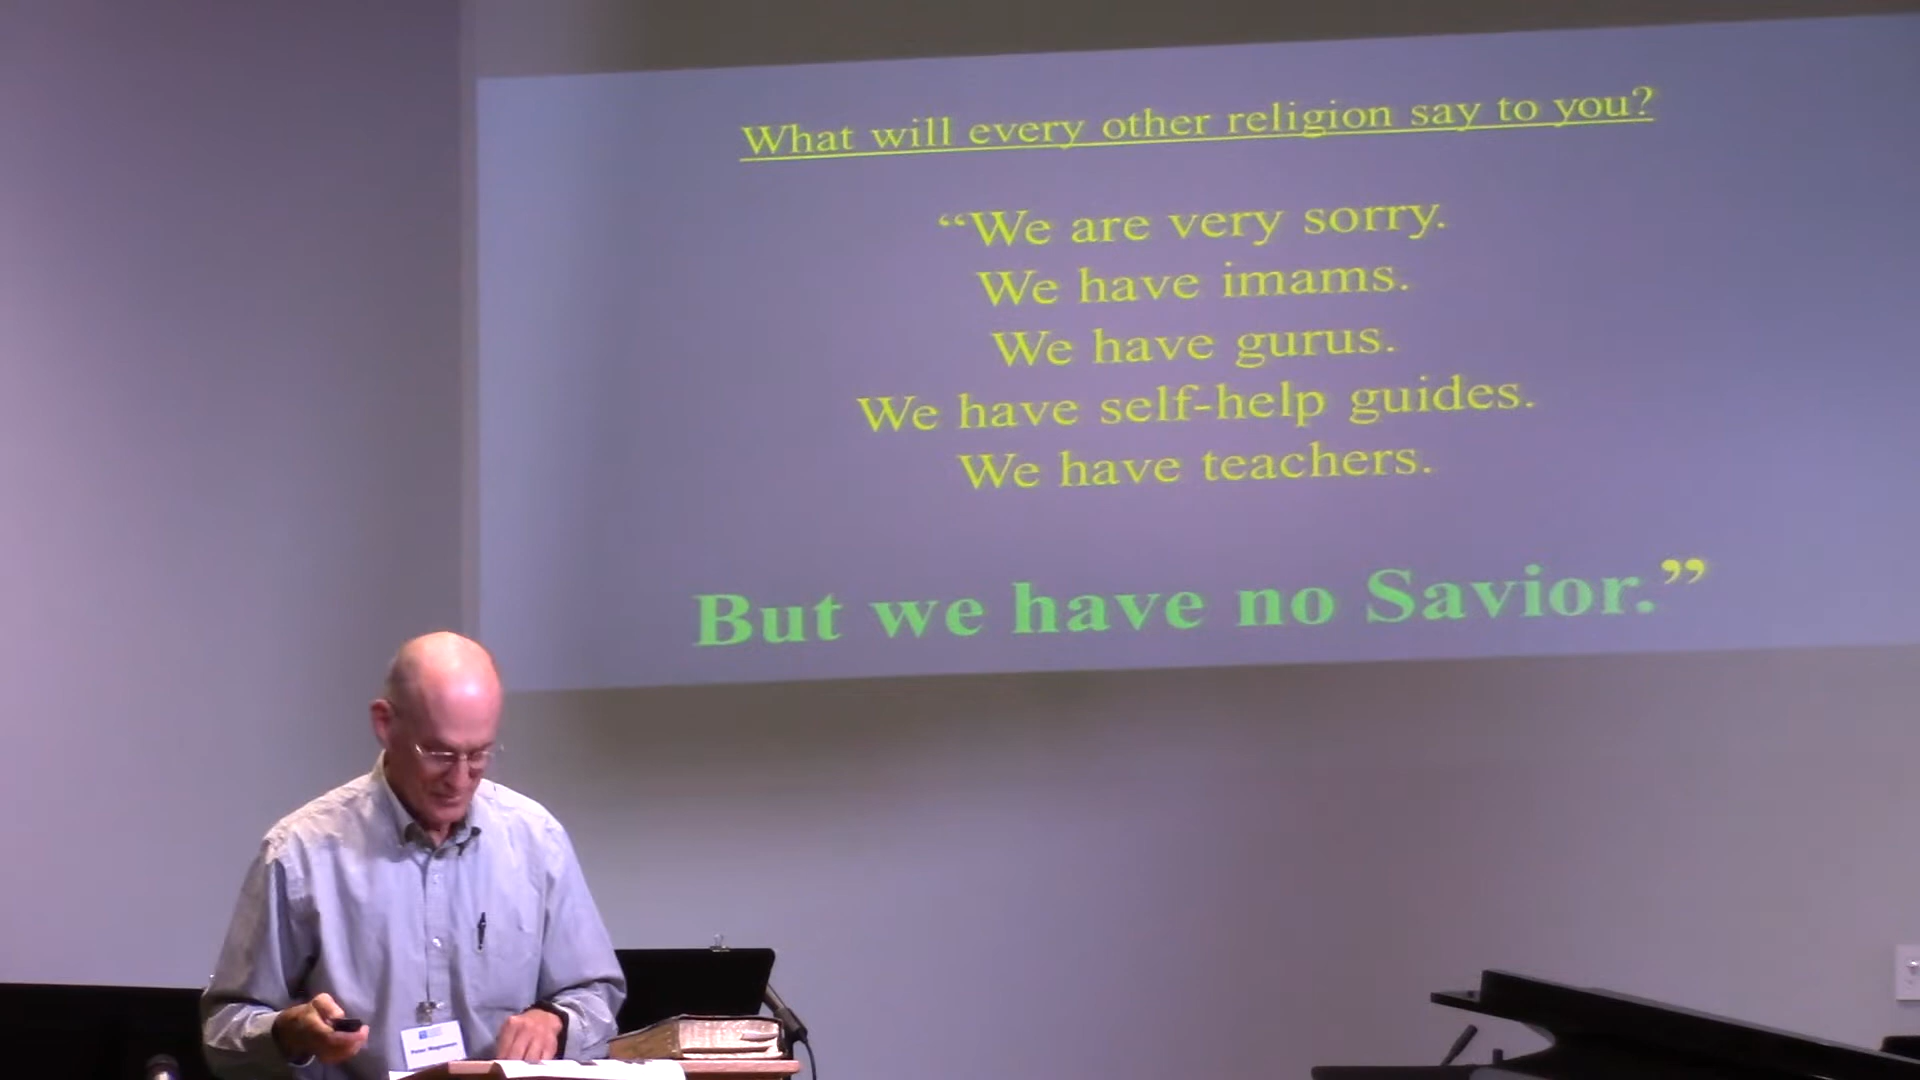 What will every other religion say to you?
“We are very sorry.
We have imams.
We have gurus.
We have self-help guides.
We have teachers.
But we have no Savior.”
Peter